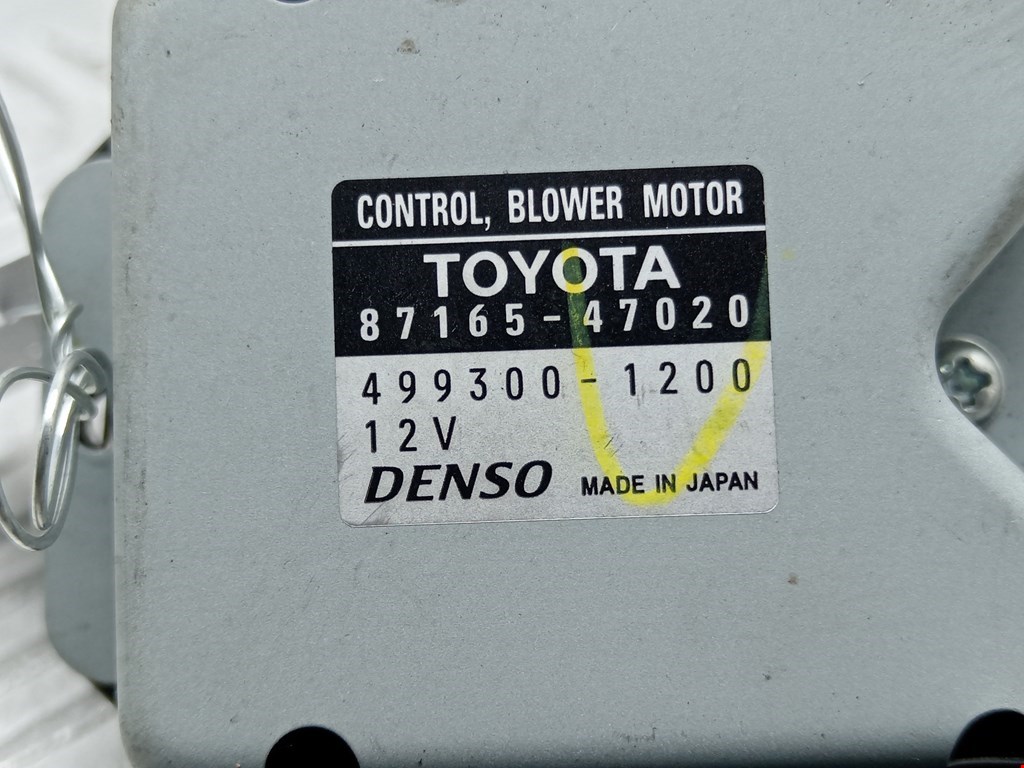 CONTROL, BLOWER MOTOR
TOYOTA
87165-47020
499300-1200
12V
DENSO MADE IN JAPAN